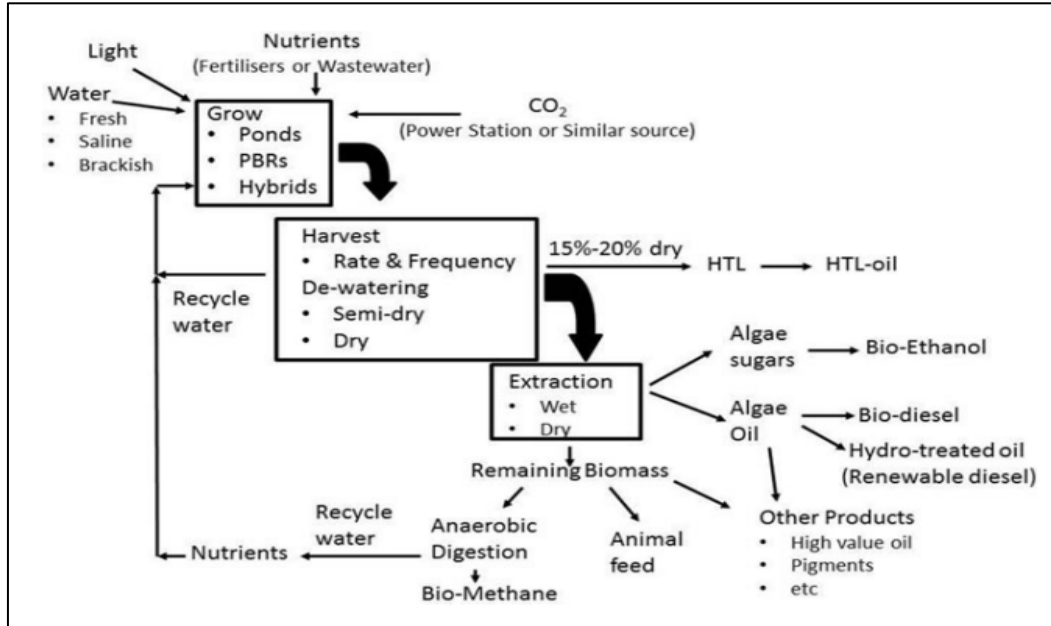 Light
Nutrients
(Fertilisers or Wastewater)
Water
• Fresh
• Saline
• Brackish
Grow
• Ponds
• PBRs
• Hybrids
CO₂
(Power Station or Similar source)
Harvest
• Rate & Frequency
De-watering
• Semi-dry
• Dry
15%-20% dry
HTL
HTL-oil
Recycle
water
Extraction
• Wet
• Dry
Algae
sugars
Bio-Ethanol
Algae
Oil
Bio-diesel
Hydro-treated oil
(Renewable diesel)
Remaining Biomass
Recycle
water
Nutrients
Anaerobic
Digestion
Bio-Methane
Animal
feed
Other Products
• High value oil
• Pigments
• etc